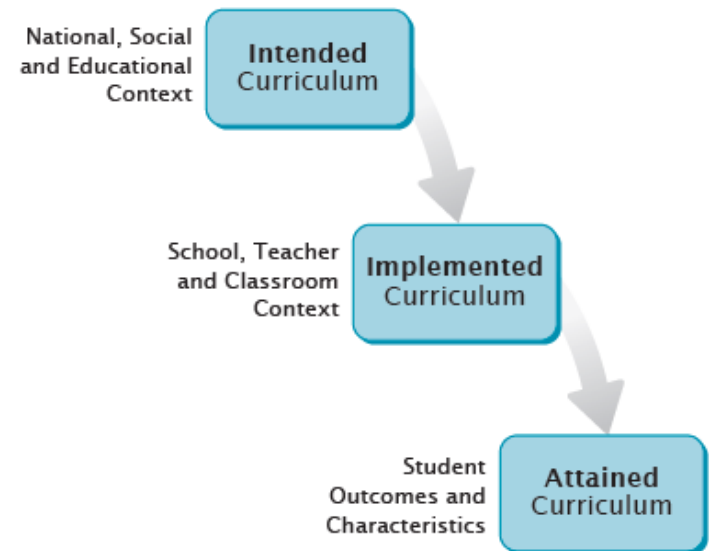 National, Social
and Educational
Context
Intended
Curriculum
School, Teacher
and Classroom
Context
Implemented
Curriculum
Student
Outcomes and
Characteristics
Attained
Curriculum